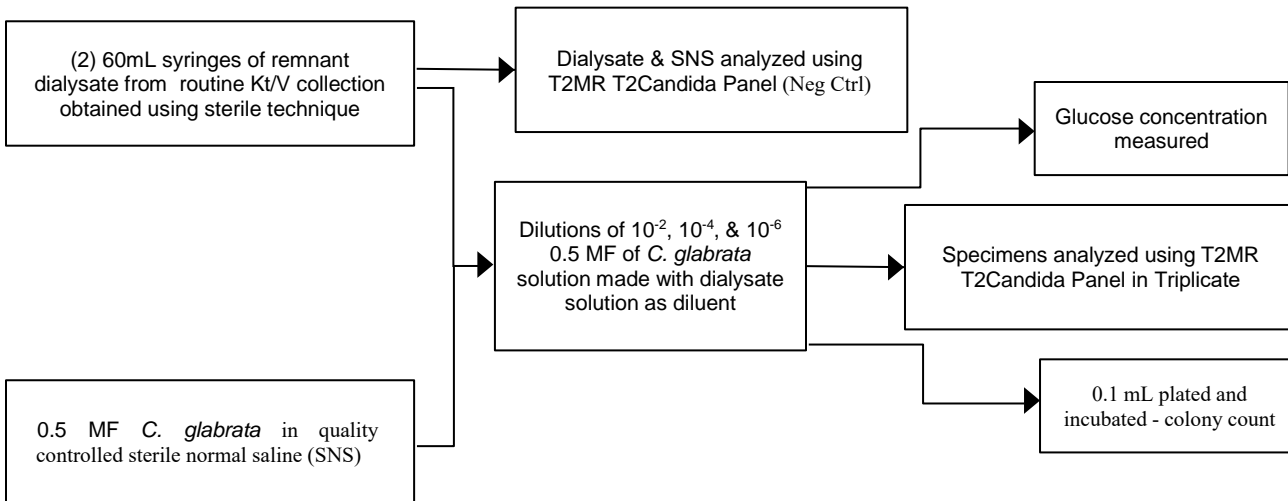 (2) 60mL syringes of remnant
dialysate from routine Kt/V collection
obtained using sterile technique
Dialysate & SNS analyzed using
T2MR T2Candida Panel (Neg Ctrl)
Glucose concentration
measured
Dilutions of 10⁻², 10⁻⁴, & 10⁻⁶
0.5 MF of C. glabrata
solution made with dialysate
solution as diluent
Specimens analyzed using T2MR
T2Candida Panel in Triplicate
0.5 MF C. glabrata in quality
controlled sterile normal saline (SNS)
0.1 mL plated and
incubated - colony count